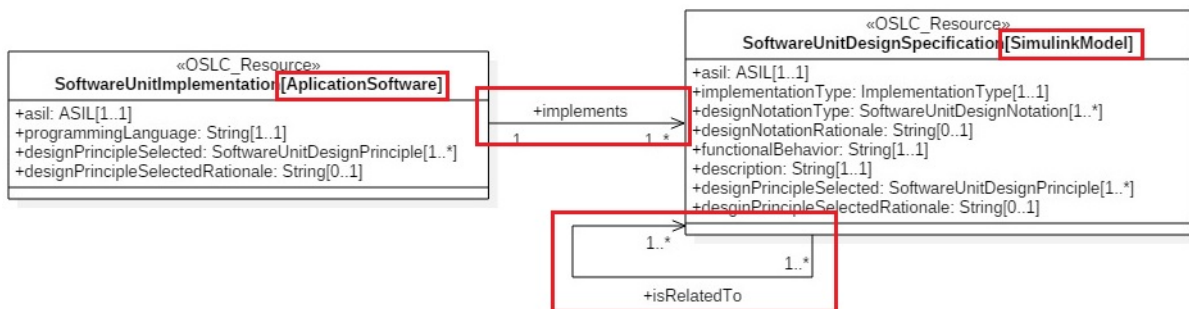 «OSLC_Resource»
SoftwareUnitImplementation[AplicationSoftware]
+asil: ASIL[1..1]
+programmingLanguage: String[1..1]
+designPrincipleSelected: SoftwareUnitDesignPrinciple[1..*]
+designPrincipleSelectedRationale: String[0..1]
+implements
1 1..*
«OSLC_Resource»
SoftwareUnitDesignSpecification[SimulinkModel]
+asil: ASIL[1..1]
+implementationType: ImplementationType[1..1]
+designNotationType: SoftwareUnitDesignNotation[1..*]
+designNotationRationale: String[0..1]
+functionalBehavior: String[1..1]
+description: String[1..1]
+designPrincipleSelected: SoftwareUnitDesignPrinciple[1..*]
+desginPrincipleSelectedRationale: String[0..1]
1..*
1..*
+isRelatedTo